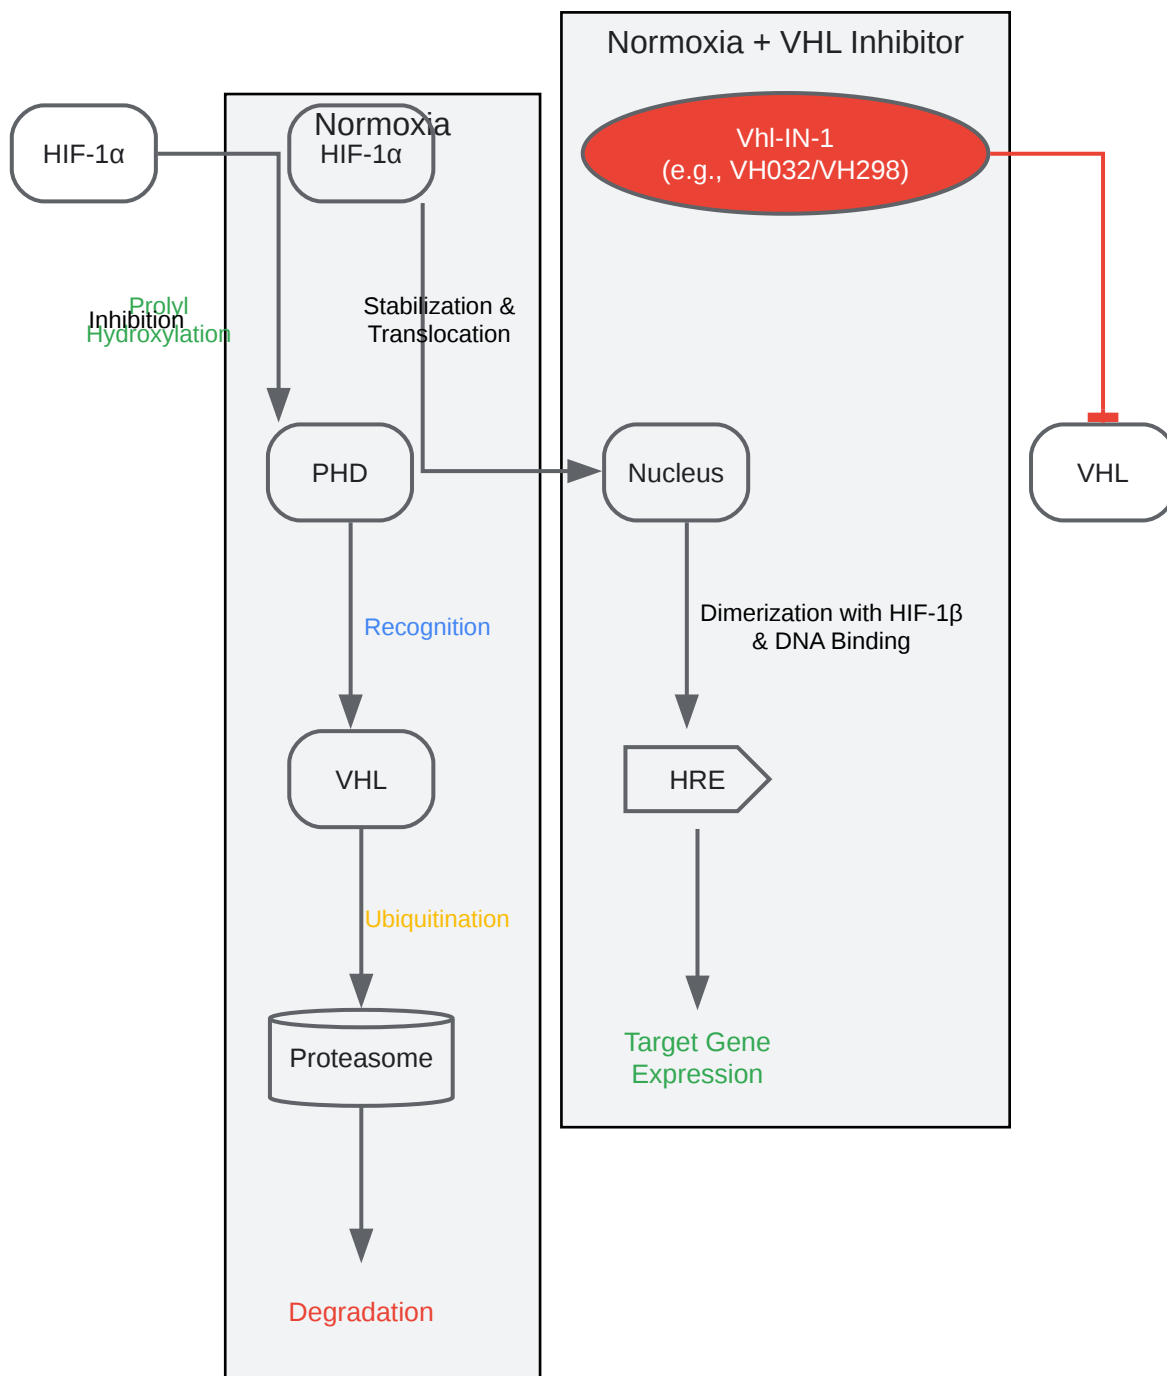 Normoxia + VHL Inhibitor
Normoxia
HIF-1α
HIF-1α
Vhl-IN-1
(e.g., VH032/VH298)
Prolyl
Hydroxylation
Inhibition
Stabilization &
Translocation
PHD
Nucleus
VHL
Recognition
Dimerization with HIF-1β
& DNA Binding
VHL
HRE
Ubiquitination
Proteasome
Target Gene
Expression
Degradation